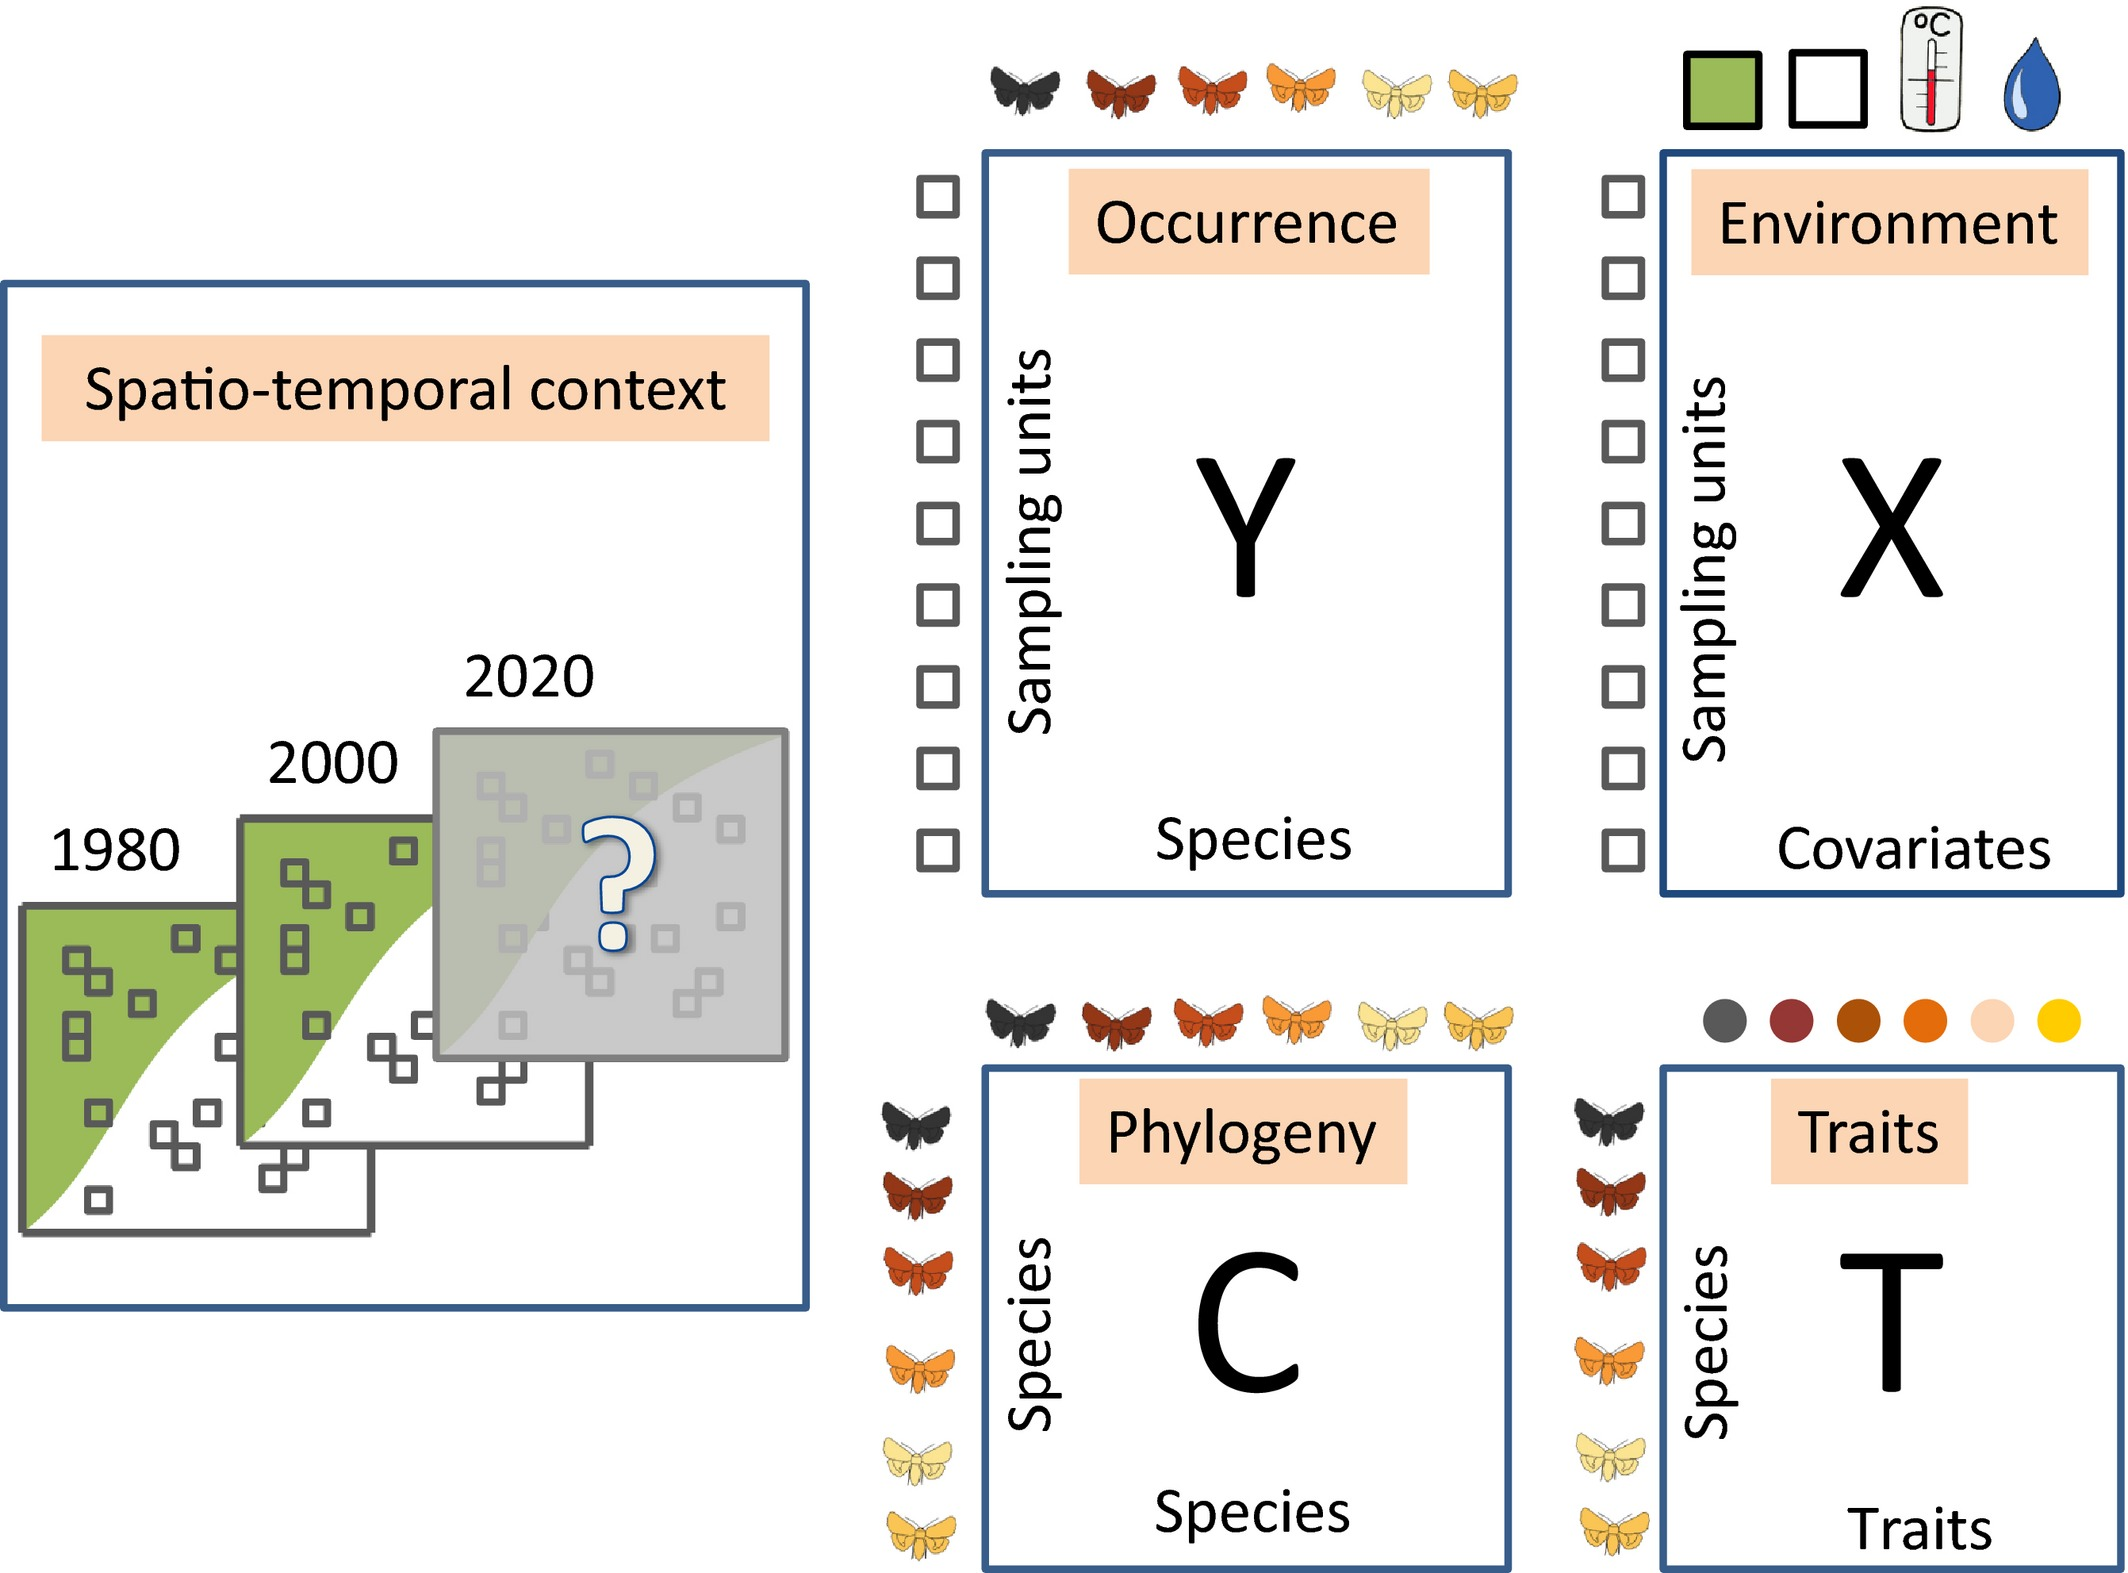 Spatio-temporal context
2020
2000
1980
?
Occurrence
Sampling units
Y
Species
°C
Environment
Sampling units
X
Covariates
Phylogeny
Species
C
Species
Traits
Species
T
Traits